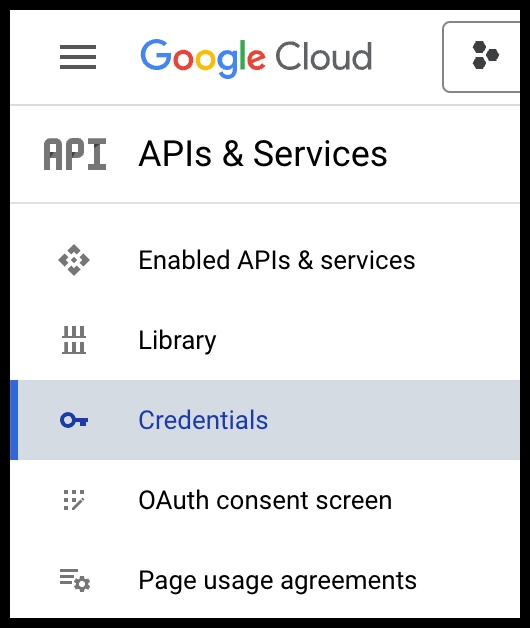 Google Cloud
API APIs & Services
Enabled APIs & services
Library
Credentials
OAuth consent screen
Page usage agreements